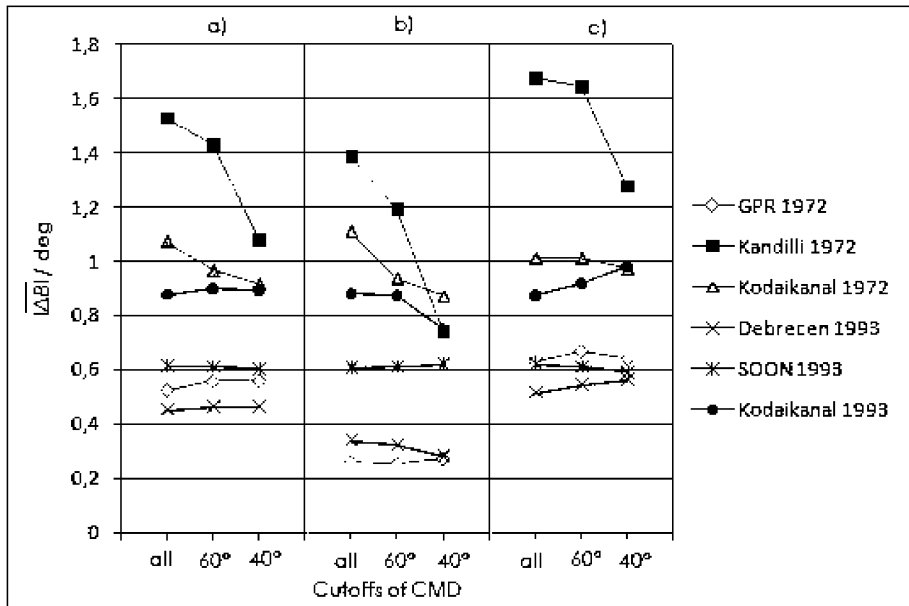 a) b) c)
1,8
1,6
1,4
1,2
1
0,8
0,6
0,4
0,2
0
|ΔB| / deg
all 60° 40° all 60° 40° all 60° 40°
Cutoffs of CMD
GPR 1972
Kandilli 1972
Kodaikanal 1972
Debrecen 1993
SOON 1993
Kodaikanal 1993